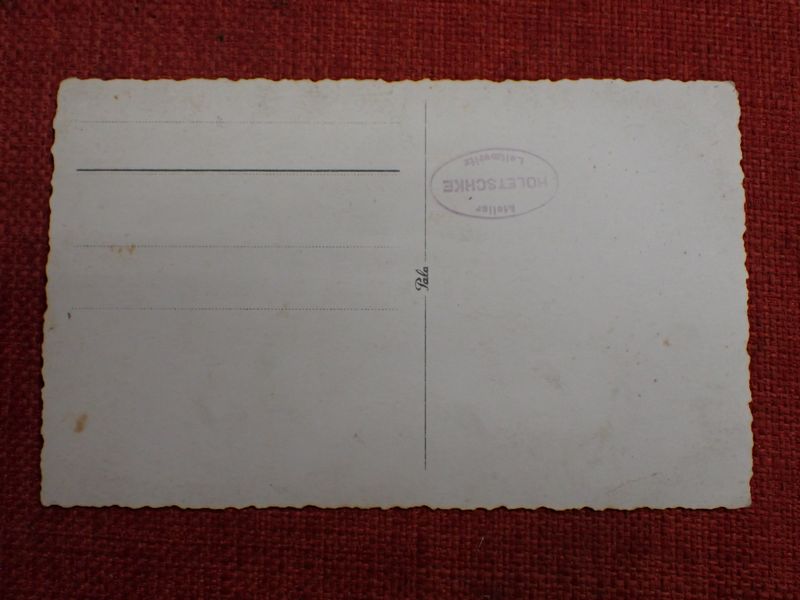 Atelier
HOLETSCHKE
Leitmeritz
Pala